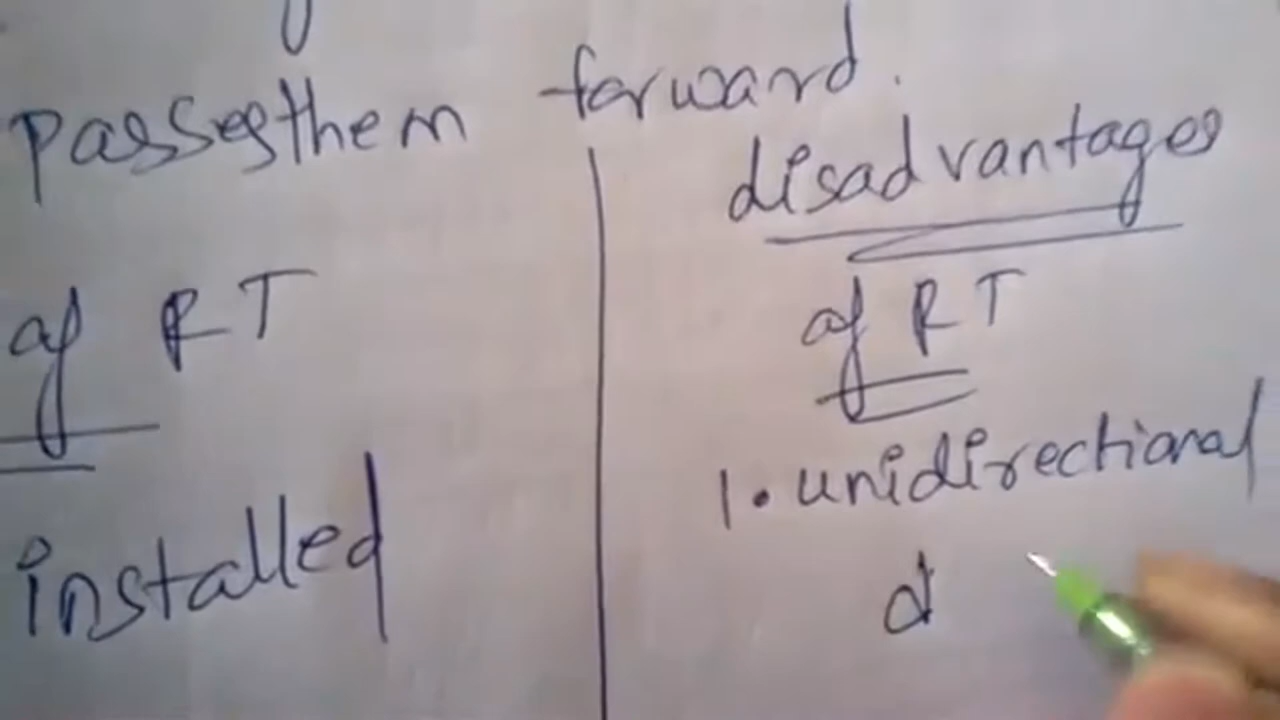 passesthem forward.
of RT
installed
disadvantages
of RT
1. unidirectional
d